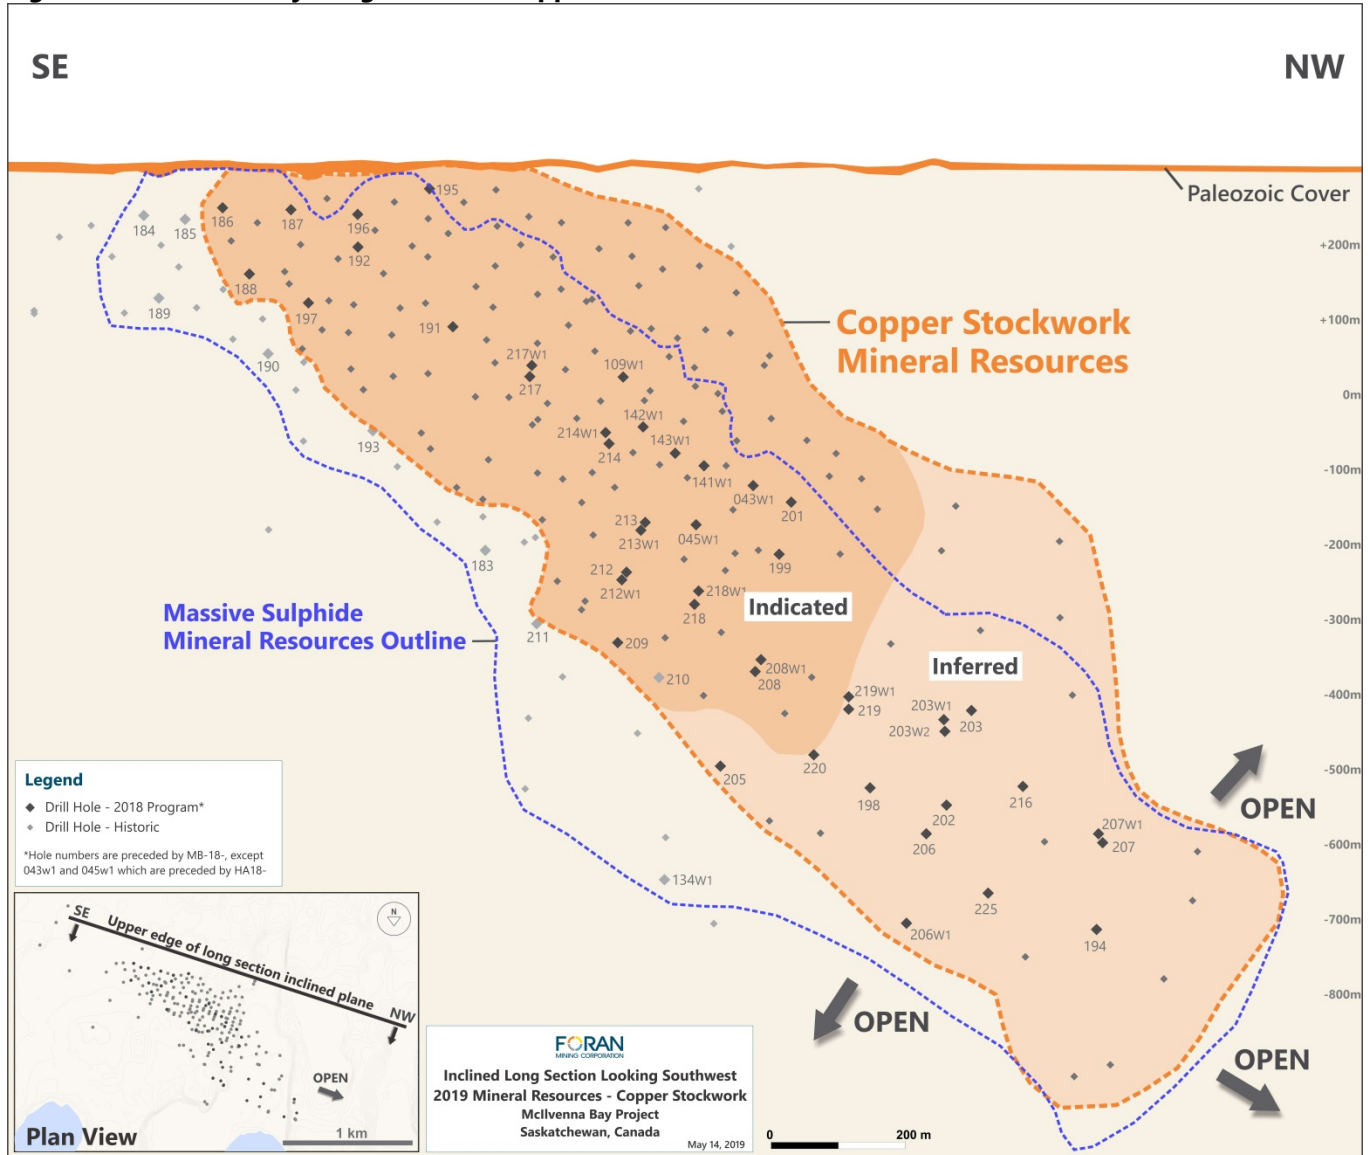 SE
NW
Paleozoic Cover
+200m
+100m
0m
-100m
-200m
-300m
-400m
-500m
-600m
-700m
-800m
Copper Stockwork
Mineral Resources
Massive Sulphide
Mineral Resources Outline
Indicated
Inferred
184
185
186
187
196
195
192
188
189
197
191
190
217W1
217
109W1
193
142W1
214W1
214
143W1
141W1
043W1
201
213
213W1
045W1
199
183
212
212W1
218W1
218
211
209
210
208W1
208
219W1
219
203W1
203W2
203
220
205
198
202
216
206
207W1
207
134W1
225
206W1
194
OPEN
OPEN
OPEN
Legend
Drill Hole - 2018 Program*
Drill Hole - Historic
*Hole numbers are preceded by MB-18-, except
043w1 and 045w1 which are preceded by HA18-
SE
Upper edge of long section inclined plane
NW
N
OPEN
Plan View
1 km
FORAN
MINING CORPORATION
Inclined Long Section Looking Southwest
2019 Mineral Resources - Copper Stockwork
McIlvenna Bay Project
Saskatchewan, Canada
May 14, 2019
0
200 m